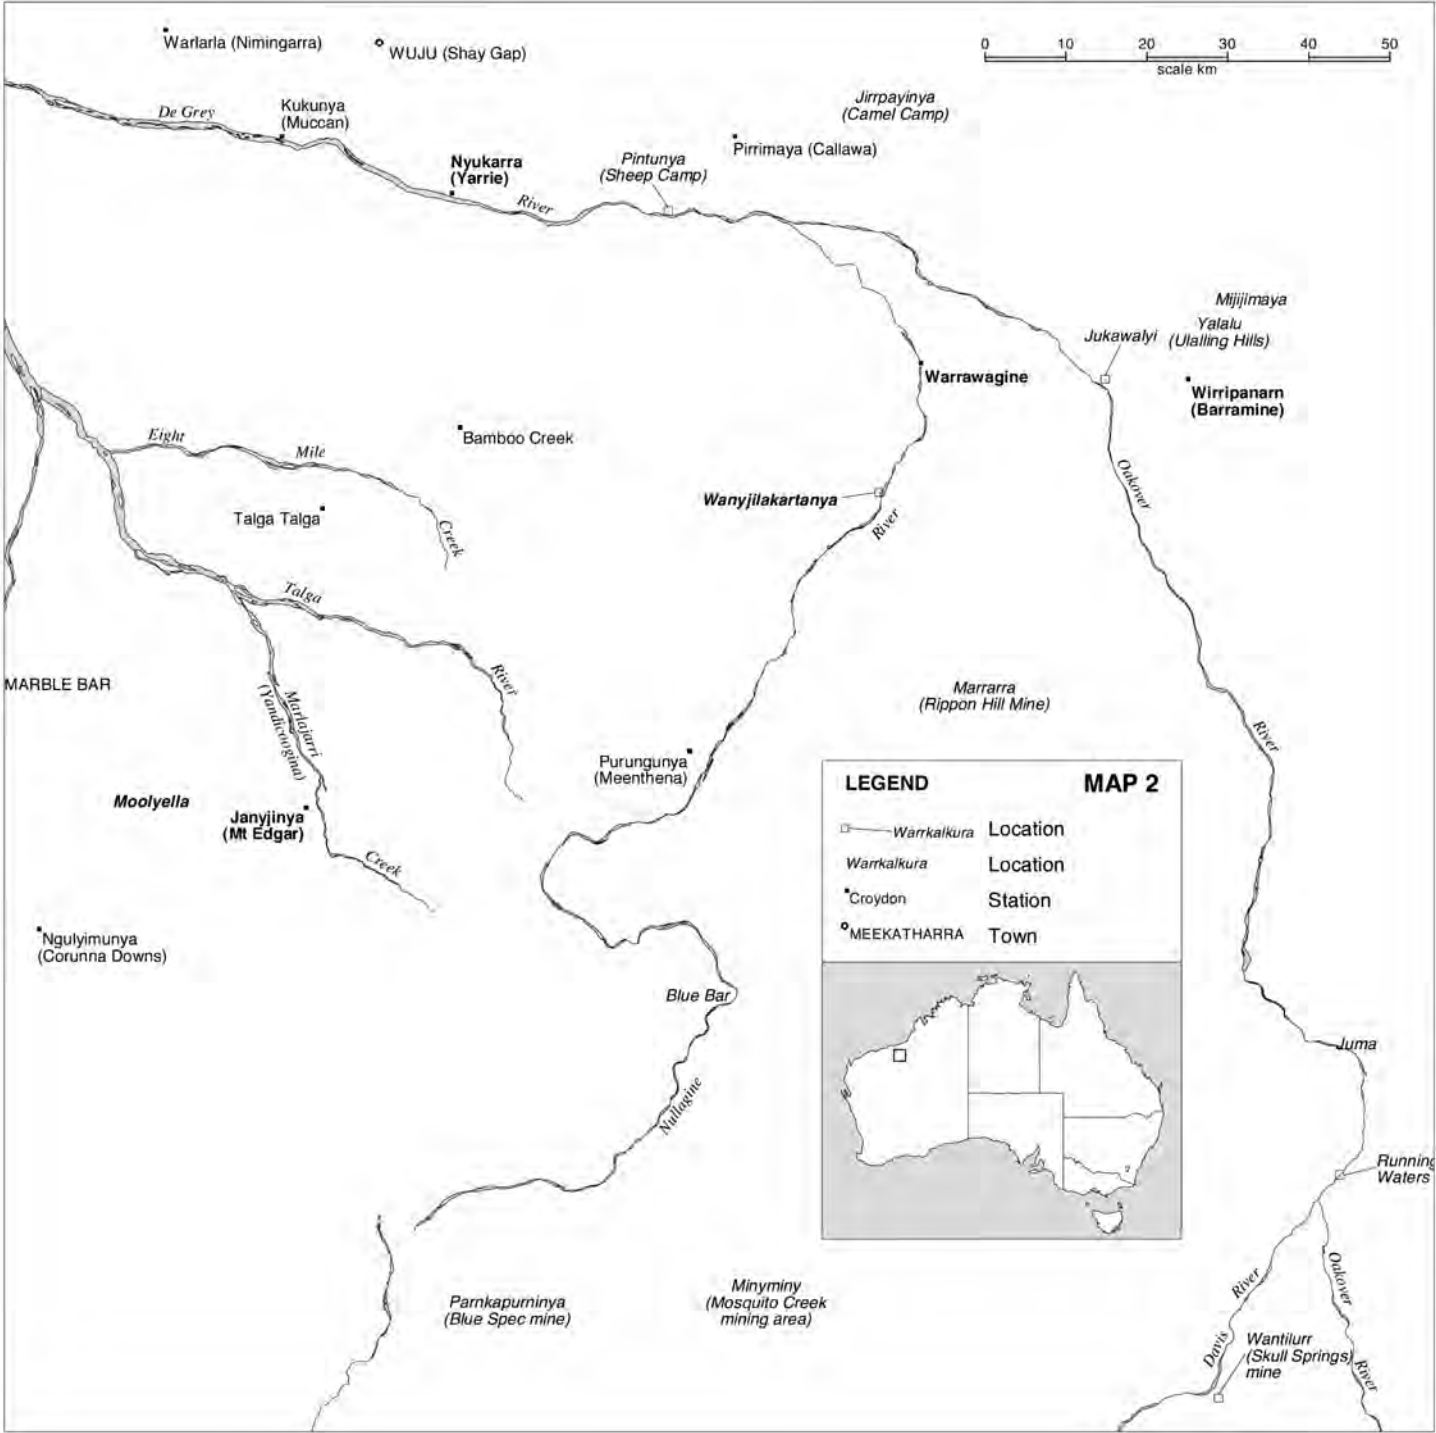 Warlarla (Nimingarra)
WUJU (Shay Gap)
0 10 20 30 40 50
scale km
De Grey
Kukunya
(Muccan)
Jirrpayinya
(Camel Camp)
Pirrimaya (Callawa)
Nyukarra
(Yarrie)
Pintunya
(Sheep Camp)
River
Mijijimaya
Yalalu
(Ulalling Hills)
Jukawalyi
Warrawagine
Wirripanarn
(Barramine)
Eight
Mile
Creek
Bamboo Creek
Oakover
Wanyjilakartanya
River
Talga Talga
Talga
River
MARBLE BAR
Marlajarri
(Yandicoogina)
Marrarra
(Rippon Hill Mine)
River
Purungunya
(Meenthena)
Moolyella
Janyjinya
(Mt Edgar)
Creek
LEGEND
MAP 2
Warrkalkura Location
Warrkalkura Location
Croydon Station
MEEKATHARRA Town
Ngulyimunya
(Corunna Downs)
Blue Bar
Juma
Nullagine
Running
Waters
River
Oakover
Minyminy
(Mosquito Creek
mining area)
Parnkapurninya
(Blue Spec mine)
Davis
Wantilurr
(Skull Springs)
mine
River